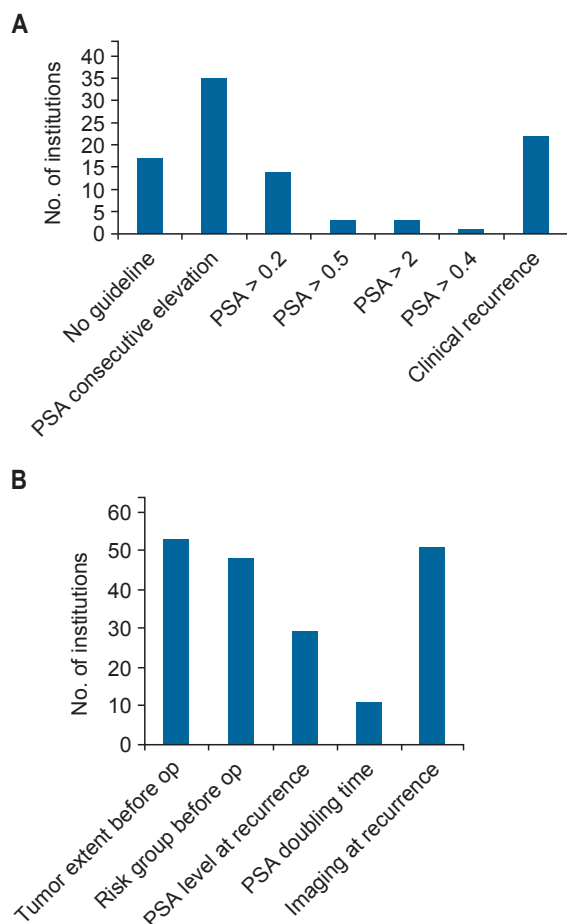 A
No. of institutions
40
35
30
25
20
15
10
5
0
No guideline
PSA consecutive elevation
PSA > 0.2
PSA > 0.5
PSA > 2
PSA > 0.4
Clinical recurrence
B
No. of institutions
60
50
40
30
20
10
0
Tumor extent before op
Risk group before op
PSA level at recurrence
PSA doubling time
Imaging at recurrence